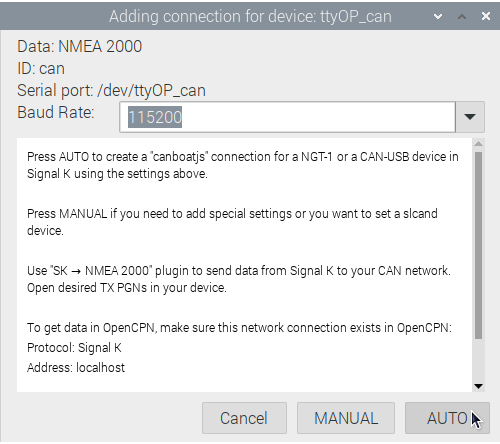 Adding connection for device: ttyOP_can
Data: NMEA 2000
ID: can
Serial port: /dev/ttyOP_can
Baud Rate: 115200
Press AUTO to create a "canboatjs" connection for a NGT-1 or a CAN-USB device in
Signal K using the settings above.
Press MANUAL if you need to add special settings or you want to set a slcand
device.
Use "SK → NMEA 2000" plugin to send data from Signal K to your CAN network.
Open desired TX PGNs in your device.
To get data in OpenCPN, make sure this network connection exists in OpenCPN:
Protocol: Signal K
Address: localhost
Cancel MANUAL AUTO